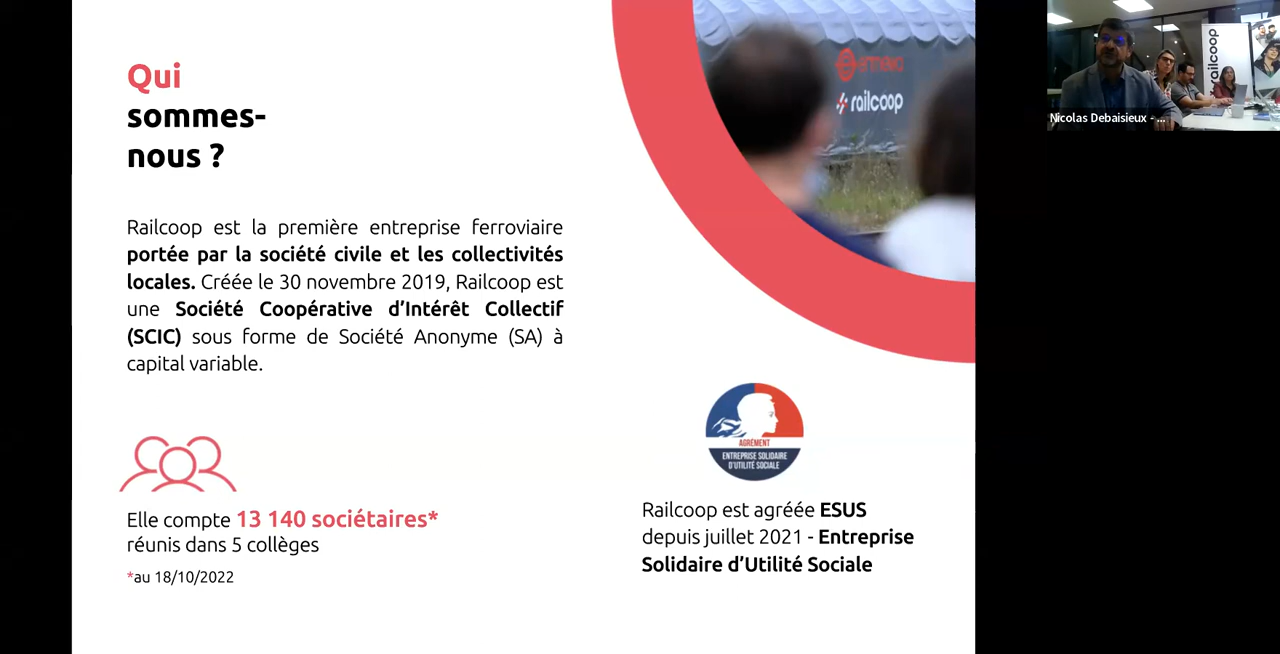 Qui
sommes-
nous ?
Railcoop est la première entreprise ferroviaire
portée par la société civile et les collectivités
locales. Créée le 30 novembre 2019, Railcoop est
une Société Coopérative d’Intérêt Collectif
(SCIC) sous forme de Société Anonyme (SA) à
capital variable.
Elle compte 13 140 sociétaires*
réunis dans 5 collèges
*au 18/10/2022
railcoop
AGRÉMENT
ENTREPRISE SOLIDAIRE
D'UTILITÉ SOCIALE
Railcoop est agréée ESUS
depuis juillet 2021 - Entreprise
Solidaire d’Utilité Sociale
railcoop
Nicolas Debaisieux - ...